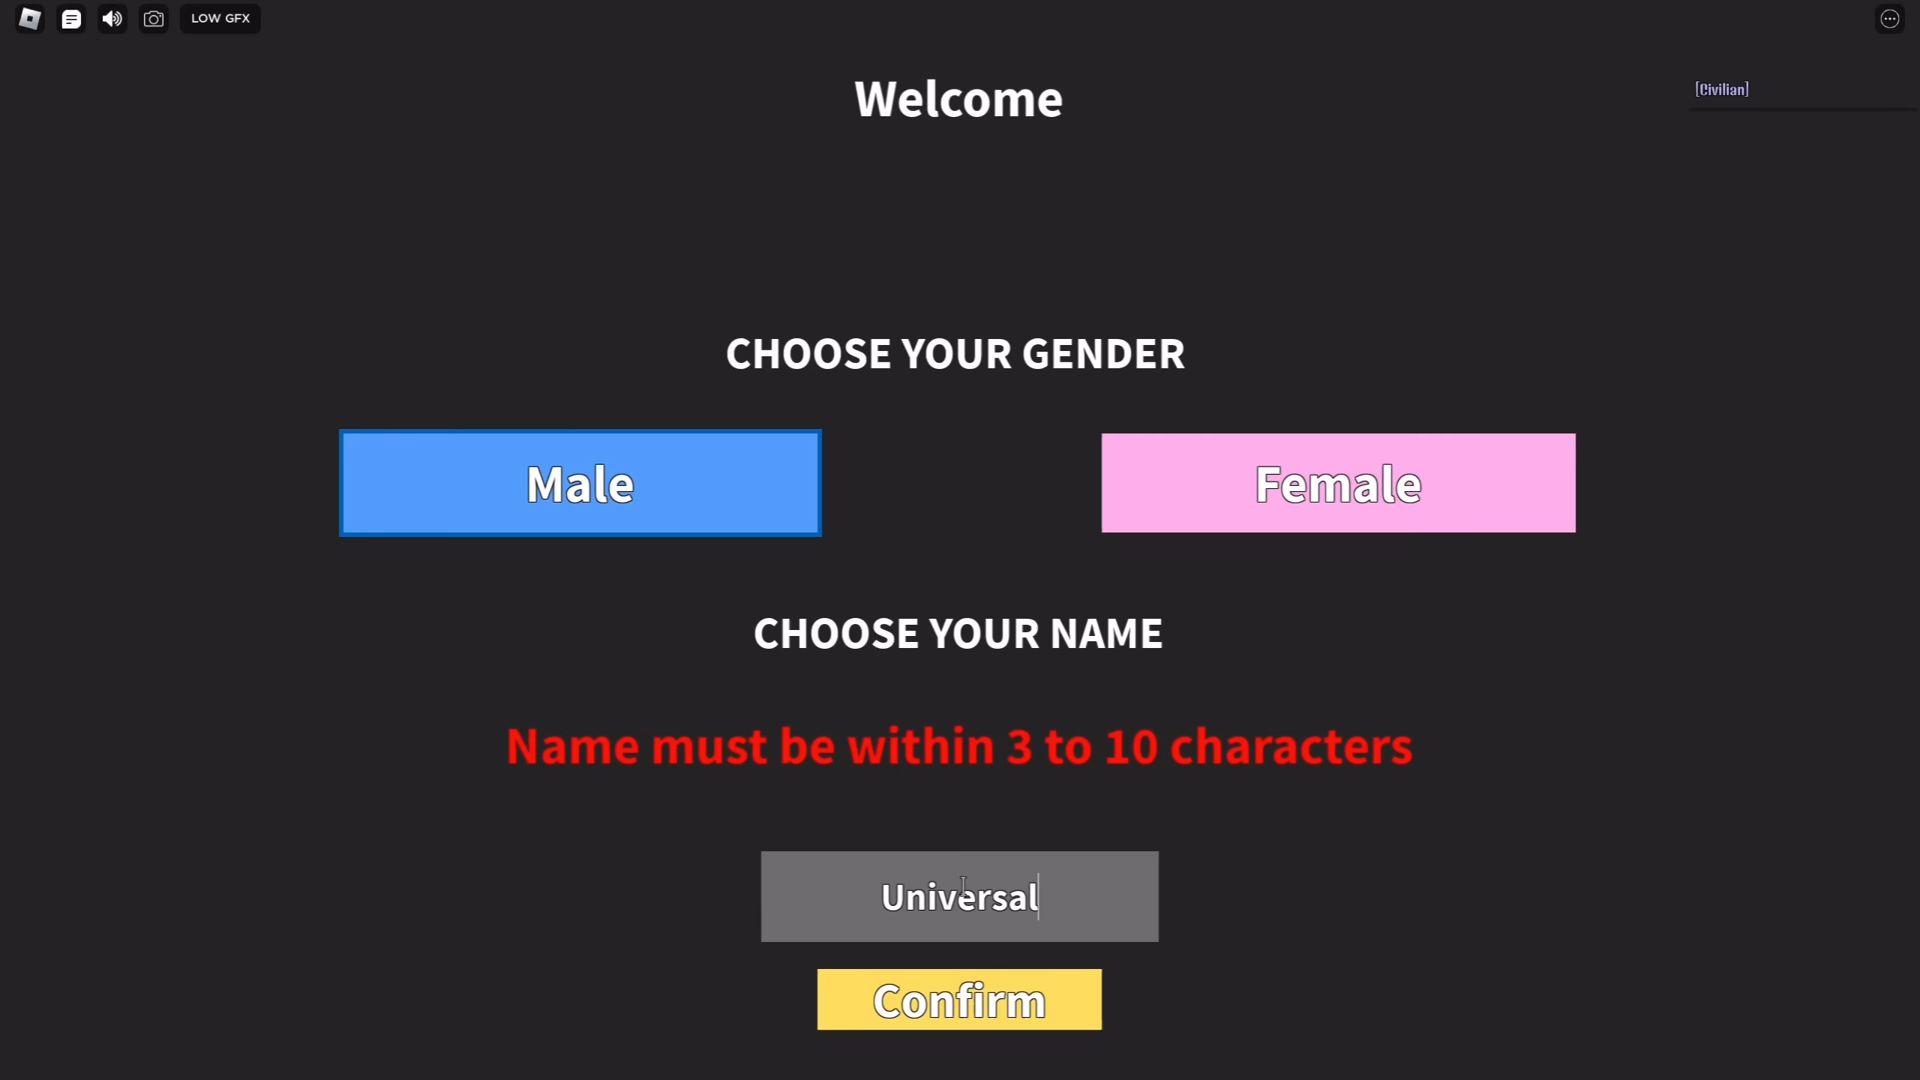 LOW GFX
Welcome
[Civilian]
CHOOSE YOUR GENDER
Male
Female
CHOOSE YOUR NAME
Name must be within 3 to 10 characters
Universal
Confirm